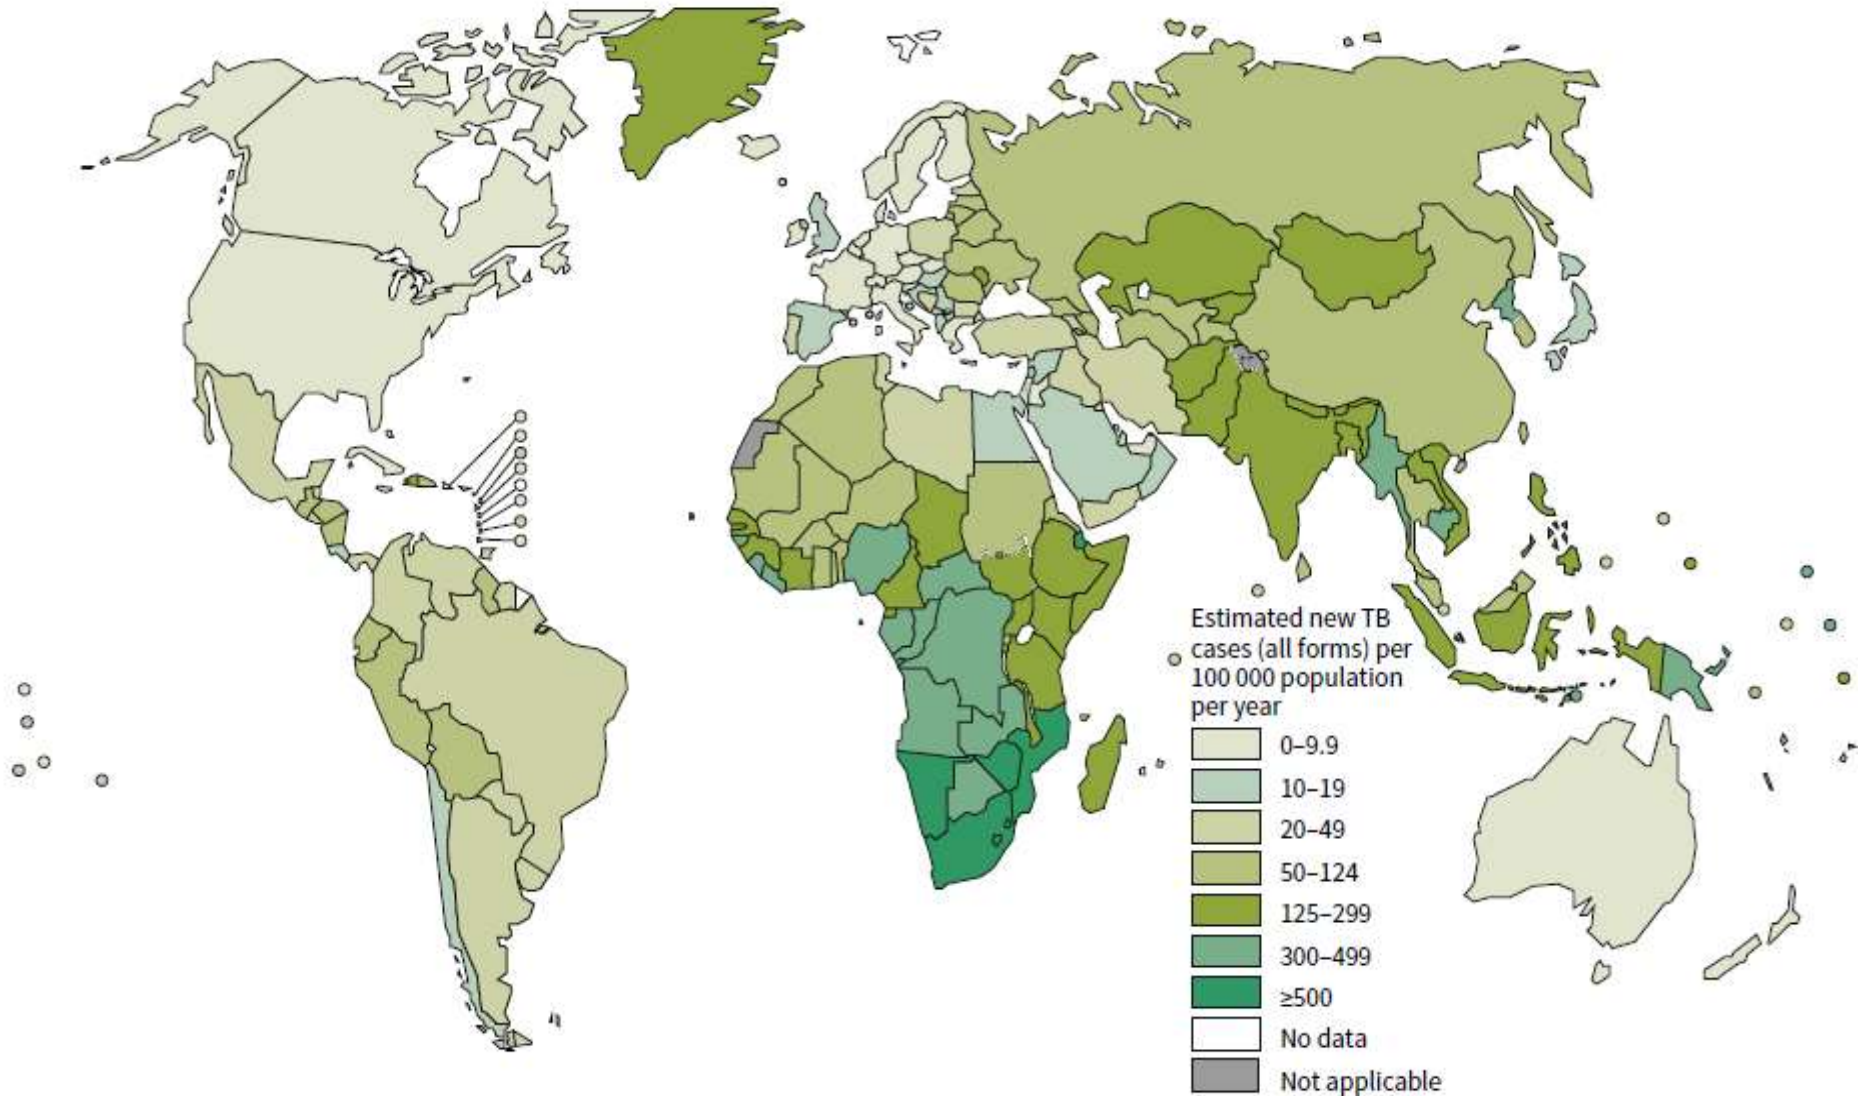 Estimated new TB
cases (all forms) per
100 000 population
per year
0–9.9
10–19
20–49
50–124
125–299
300–499
≥500
No data
Not applicable